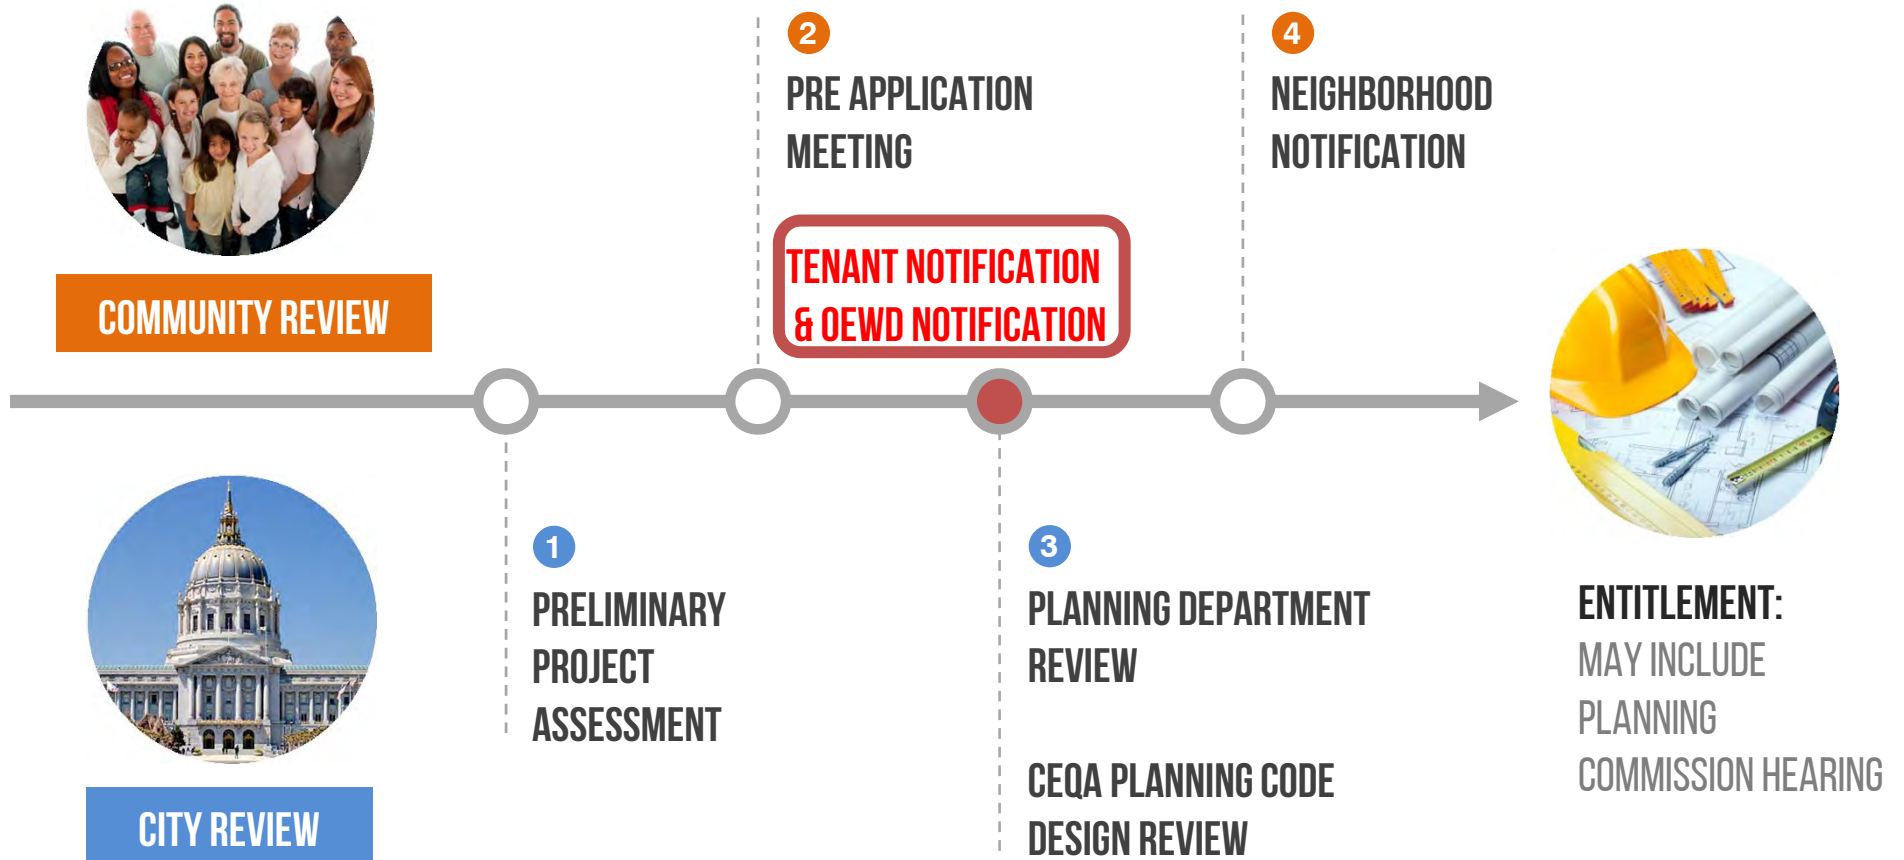 COMMUNITY REVIEW
2
PRE APPLICATION
MEETING
4
NEIGHBORHOOD
NOTIFICATION
TENANT NOTIFICATION
& OEWD NOTIFICATION
CITY REVIEW
1
PRELIMINARY
PROJECT
ASSESSMENT
3
PLANNING DEPARTMENT
REVIEW
CEQA PLANNING CODE
DESIGN REVIEW
ENTITLEMENT:
MAY INCLUDE
PLANNING
COMMISSION HEARING